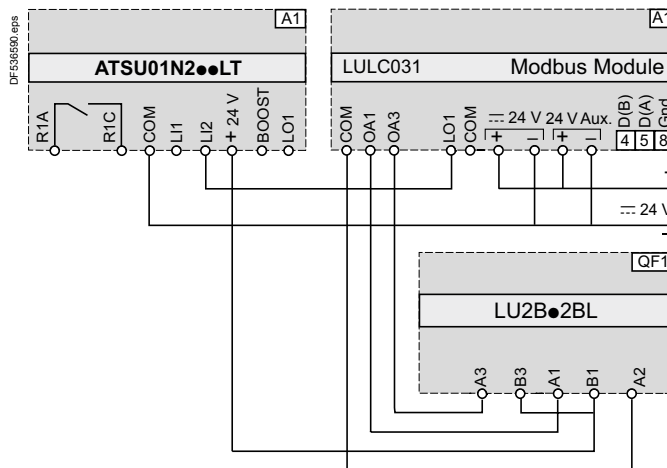 DF536590.eps
A1
ATSU01N2●●LT
R1A
R1C
COM
LI1
LI2
+ 24 V
BOOST
LO1
A1
LULC031 Modbus Module
COM
OA1
OA3
LO1
COM
⎓ 24 V
24 V Aux.
+ – + –
D(B)
D(A)
Gnd
4 5 8
⎓ 24 V
–
QF1
LU2B●2BL
A3
B3
A1
B1
A2